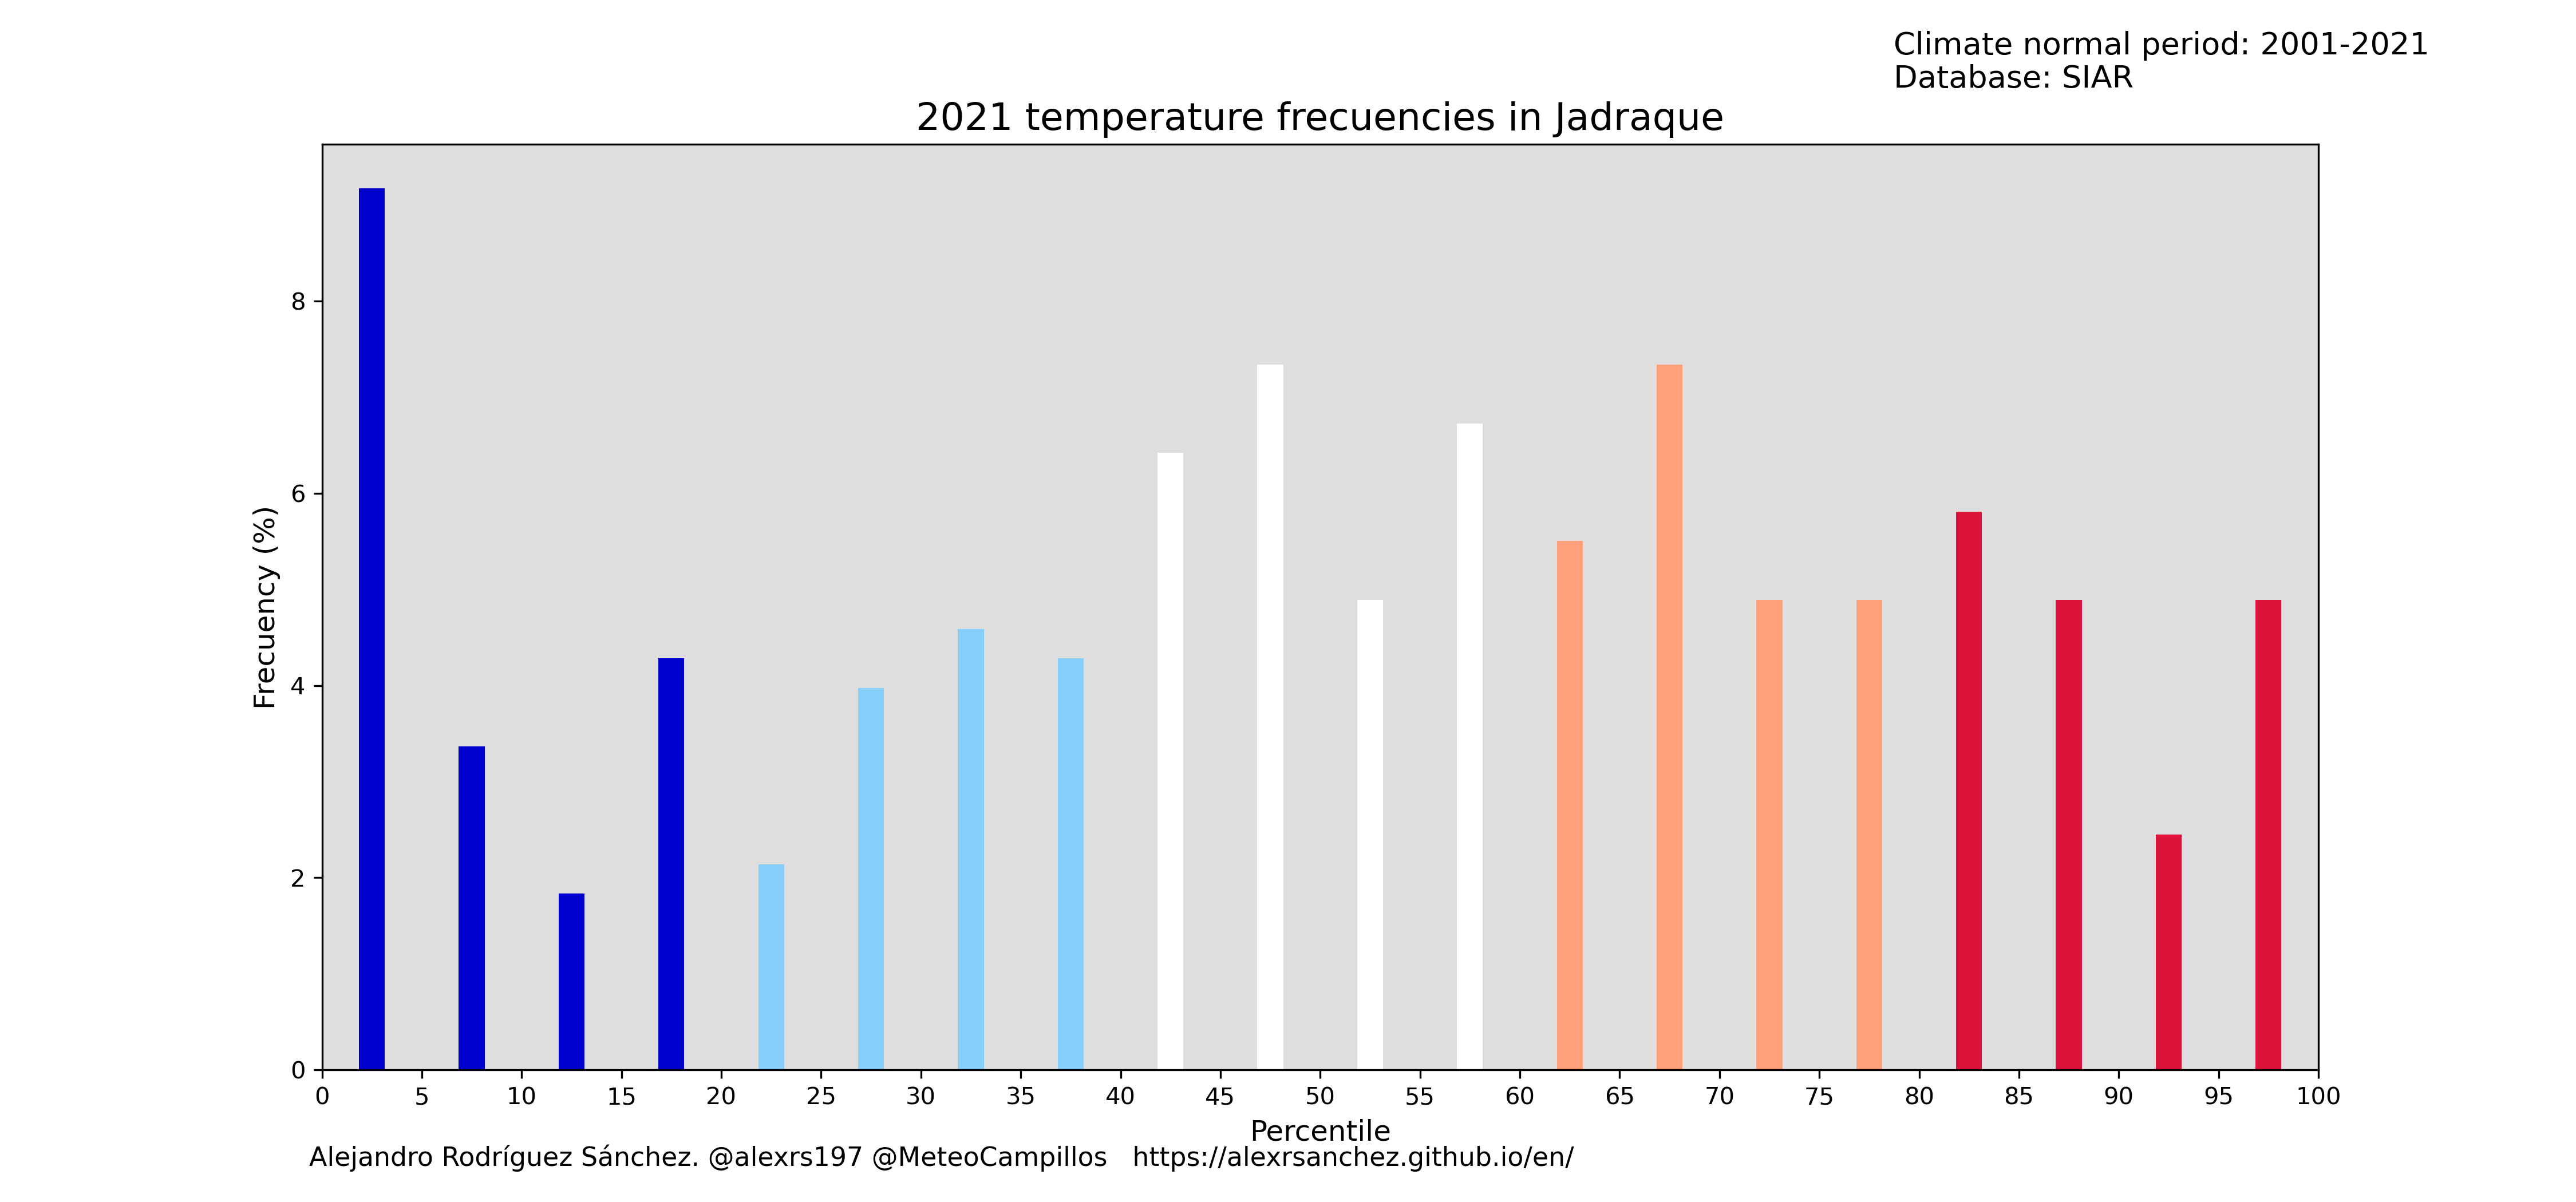 Climate normal period: 2001-2021
Database: SIAR
2021 temperature frecuencies in Jadraque
Frecuency (%)
8
6
4
2
0
0 5 10 15 20 25 30 35 40 45 50 55 60 65 70 75 80 85 90 95 100
Percentile
Alejandro Rodríguez Sánchez. @alexrs197 @MeteoCampillos https://alexrsanchez.github.io/en/